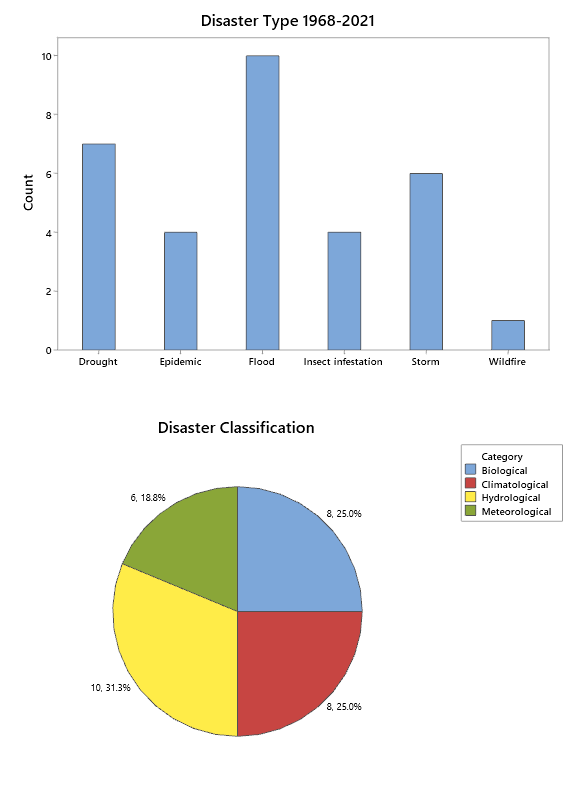 Disaster Type 1968-2021
Count
10
8
6
4
2
0
Drought Epidemic Flood Insect infestation Storm Wildfire
Disaster Classification
Category
Biological
Climatological
Hydrological
Meteorological
6, 18.8%
8, 25.0%
10, 31.3%
8, 25.0%